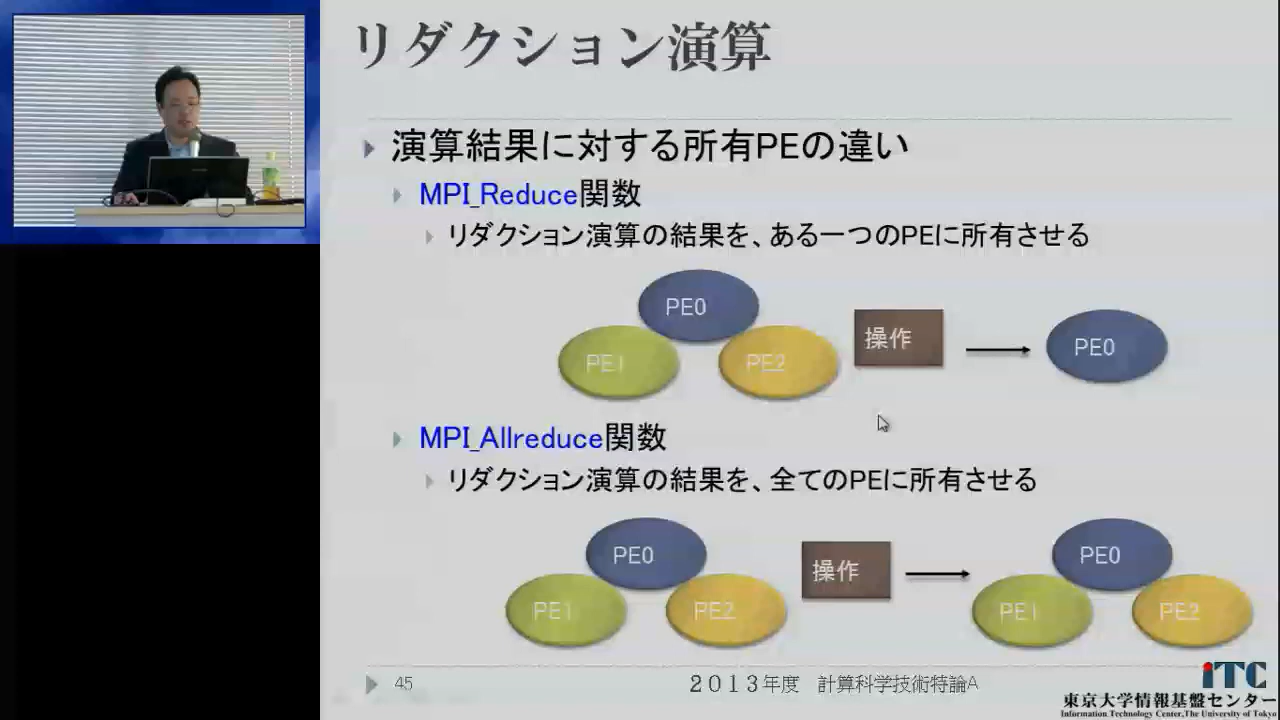 リダクション演算
演算結果に対する所有PEの違い
MPI_Reduce関数
リダクション演算の結果を、ある一つのPEに所有させる
PE0
PE1
PE2
操作
PE0
MPI_Allreduce関数
リダクション演算の結果を、全てのPEに所有させる
PE0
PE1
PE2
操作
PE0
PE1
PE2
45
2013年度 計算科学技術特論A
iTC
東京大学情報基盤センター
Information Technology Center,The University of Tokyo